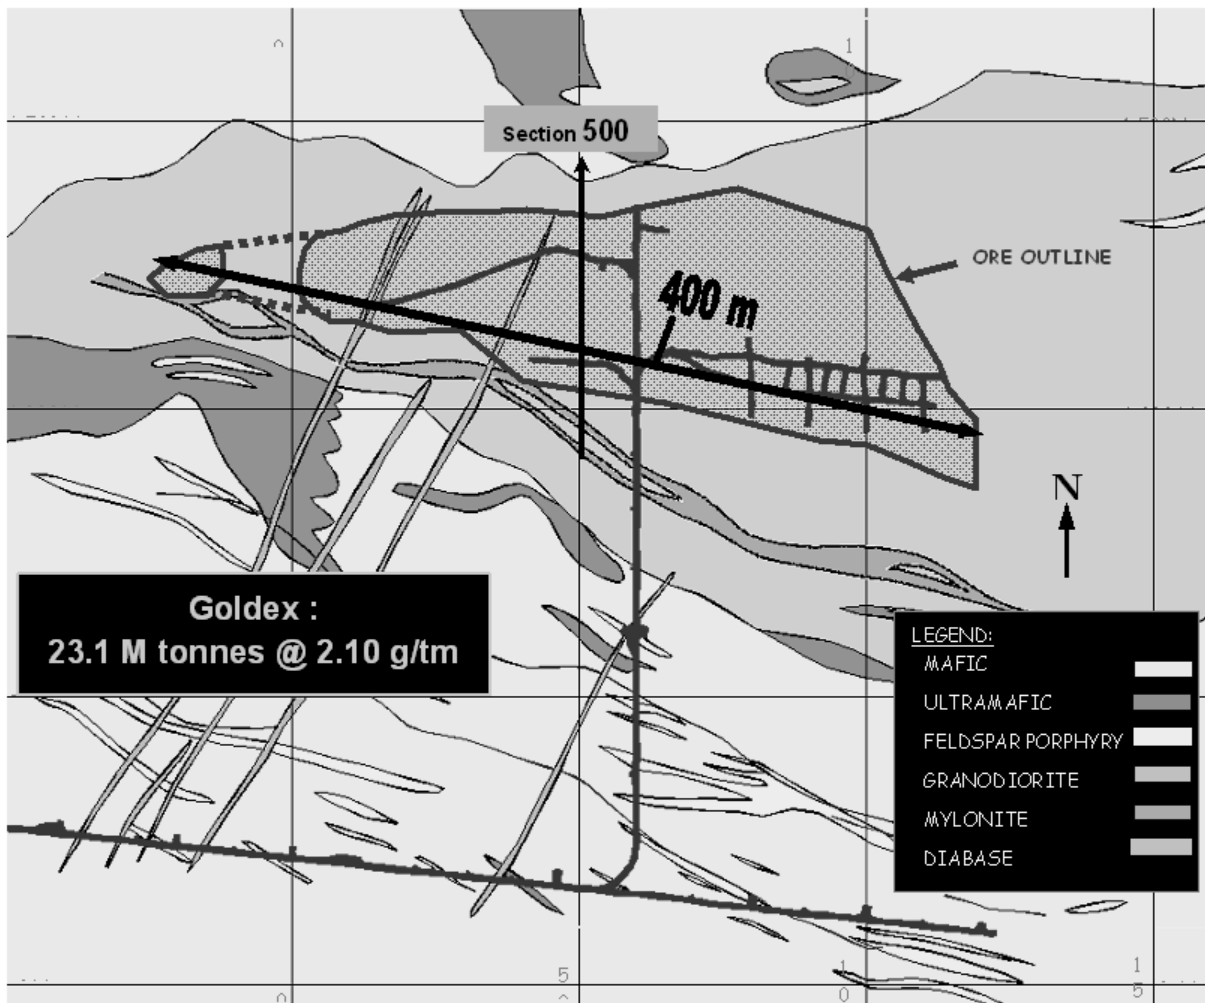 Section 500
ORE OUTLINE
400 m
N
Goldex :
23.1 M tonnes @ 2.10 g/tm
LEGEND:
MAFIC
ULTRAMAFIC
FELDSPAR PORPHYRY
GRANODIORITE
MYLONITE
DIABASE